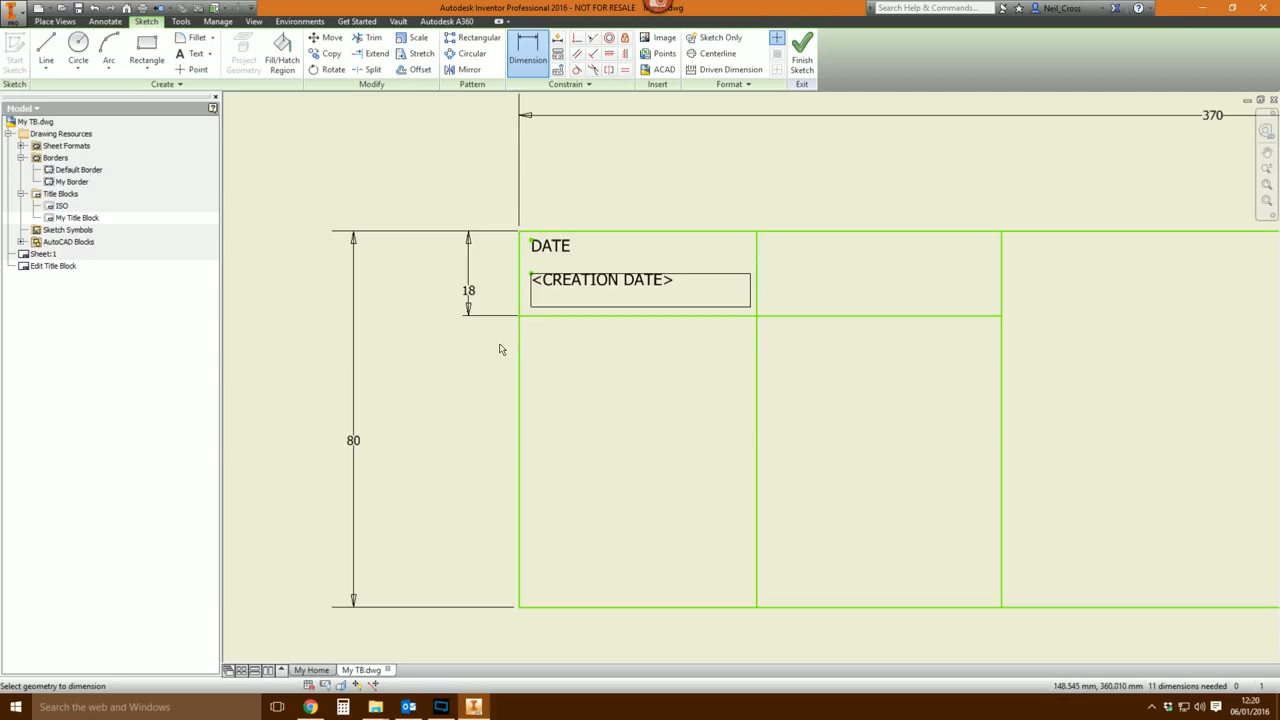 Autodesk Inventor Professional 2016 - NOT FOR RESALE
.dwg
Search Help & Commands...
Neil_Cross
PRO
Place Views
Annotate
Sketch
Tools
Manage
View
Environments
Get Started
Vault
Autodesk A360
Start Sketch
Line
Circle
Arc
Rectangle
Fillet
Text
Point
Project Geometry
Fill/Hatch Region
Move
Copy
Rotate
Trim
Extend
Split
Scale
Stretch
Offset
Rectangular
Circular
Mirror
Dimension
Image
Points
ACAD
Sketch Only
Centerline
Driven Dimension
Finish Sketch
Sketch
Create
Modify
Pattern
Constrain
Insert
Format
Exit
Model
My TB.dwg
Drawing Resources
Sheet Formats
Borders
Default Border
My Border
Title Blocks
ISO
My Title Block
Sketch Symbols
AutoCAD Blocks
Sheet:1
Edit Title Block
370
DATE
<CREATION DATE>
18
80
My Home
My TB.dwg
Select geometry to dimension
148.545 mm, 360.010 mm
11 dimensions needed
0
1
Search the web and Windows
12:20
06/01/2016